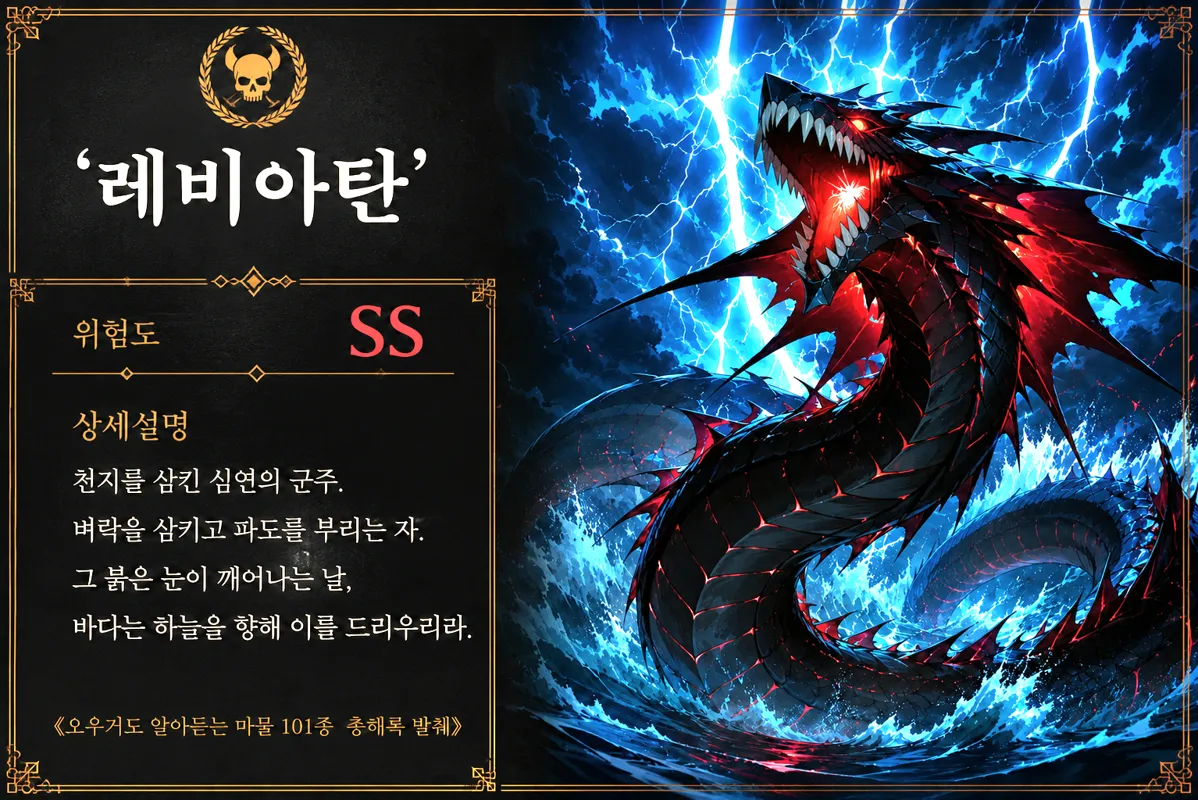 ‘레비아탄’
위험도
SS
상세설명
천지를 삼킨 심연의 군주.
벼락을 삼키고 파도를 부리는 자.
그 붉은 눈이 깨어나는 날,
바다는 하늘을 향해 이를 드리우리라.
《오우거도 알아듣는 마물 101종 총해록 발췌》